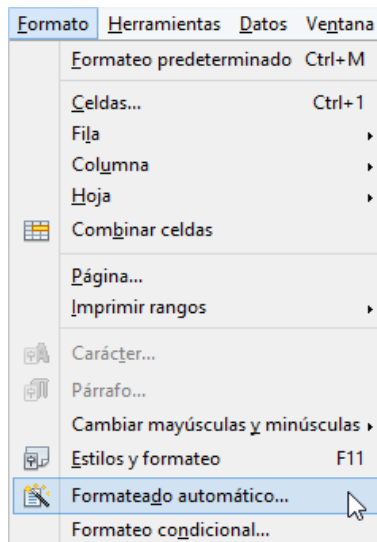 Formato Herramientas Datos Ventana
Formateo predeterminado Ctrl+M
Celdas... Ctrl+1
Fila
Columna
Hoja
Combinar celdas
Página...
Imprimir rangos
Carácter...
Párrafo...
Cambiar mayúsculas y minúsculas
Estilos y formateo F11
Formateado automático...
Formateo condicional...